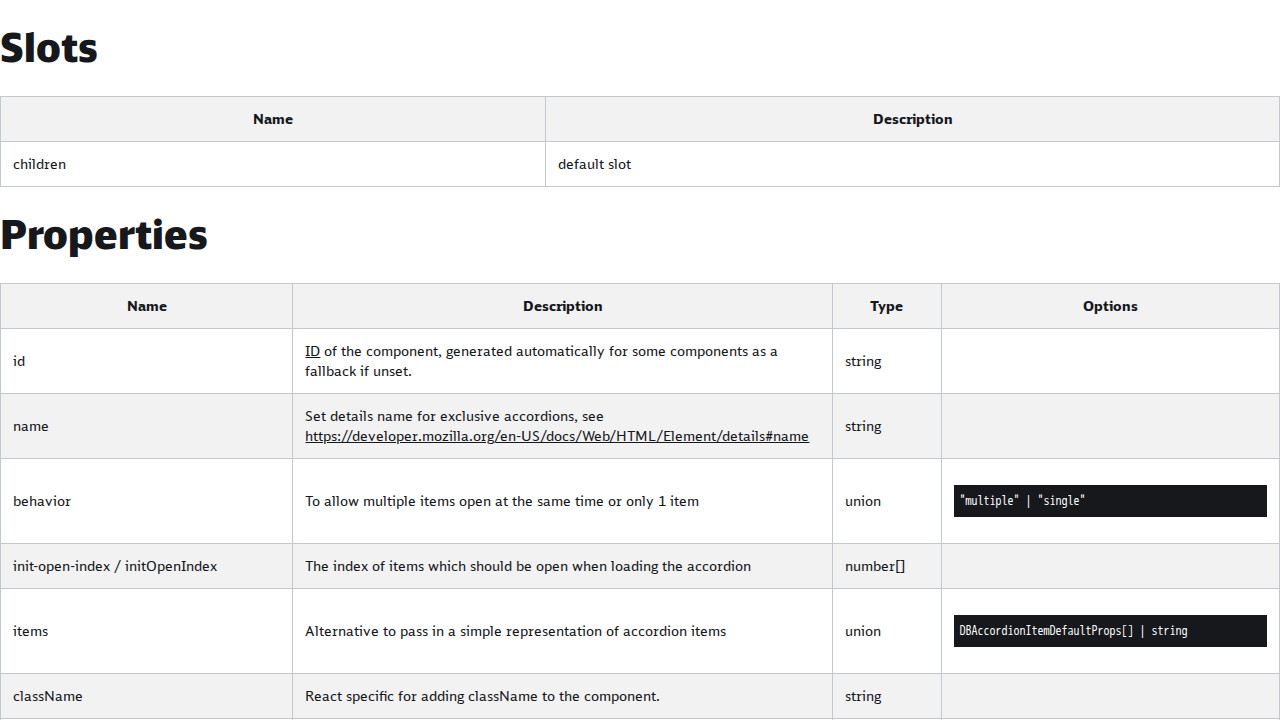 Slots
Name Description
children default slot
Properties
Name Description Type Options
id ID of the component, generated automatically for some components as a fallback if unset. string
name Set details name for exclusive accordions, see https://developer.mozilla.org/en-US/docs/Web/HTML/Element/details#name string
behavior To allow multiple items open at the same time or only 1 item union "multiple" | "single"
init-open-index / initOpenIndex The index of items which should be open when loading the accordion number[]
items Alternative to pass in a simple representation of accordion items union DBAccordionItemDefaultProps[] | string
className React specific for adding className to the component. string